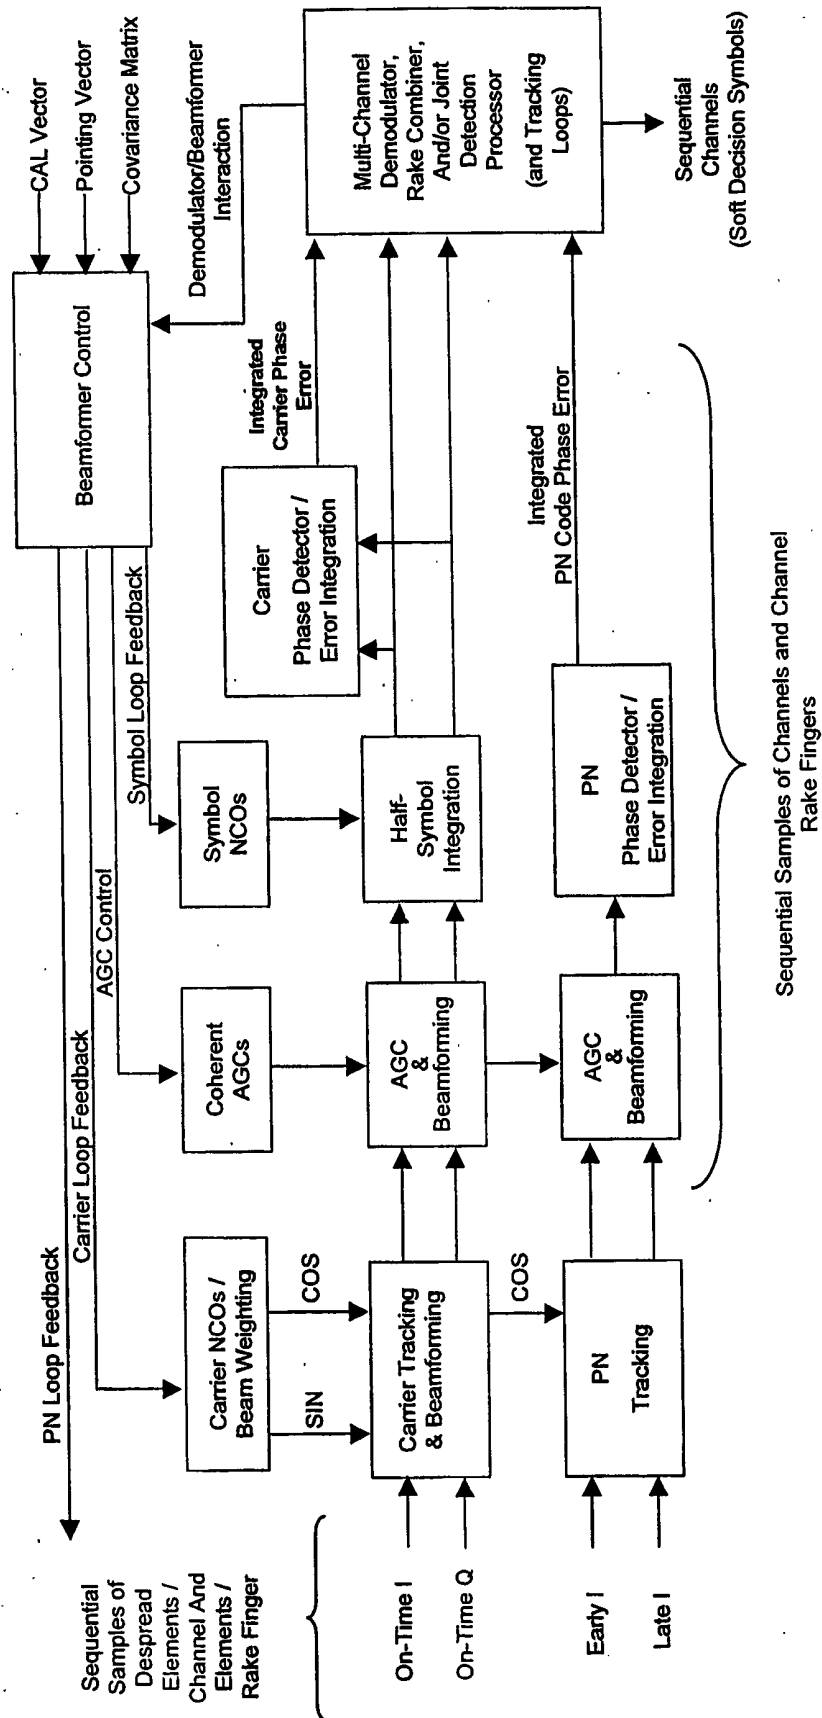 CAL Vector
Pointing Vector
Covariance Matrix
Beamformer Control
Demodulator/Beamformer
Interaction
PN Loop Feedback
Carrier Loop Feedback
AGC Control
Symbol Loop Feedback
Sequential
Samples of
Despread
Elements /
Channel And
Elements /
Rake Finger
Carrier NCOs /
Beam Weighting
SIN
COS
Coherent
AGCs
Symbol
NCOs
Carrier
Phase Detector /
Error Integration
Integrated
Carrier Phase
Error
Multi-Channel
Demodulator,
Rake Combiner,
And/or Joint
Detection
Processor
(and Tracking
Loops)
On-Time I
On-Time Q
Carrier Tracking
& Beamforming
AGC
&
Beamforming
Half-
Symbol
Integration
COS
Early I
Late I
PN
Tracking
AGC
&
Beamforming
PN
Phase Detector /
Error Integration
Integrated
PN Code Phase Error
Sequential
Channels
(Soft Decision Symbols)
Sequential Samples of Channels and Channel
Rake Fingers